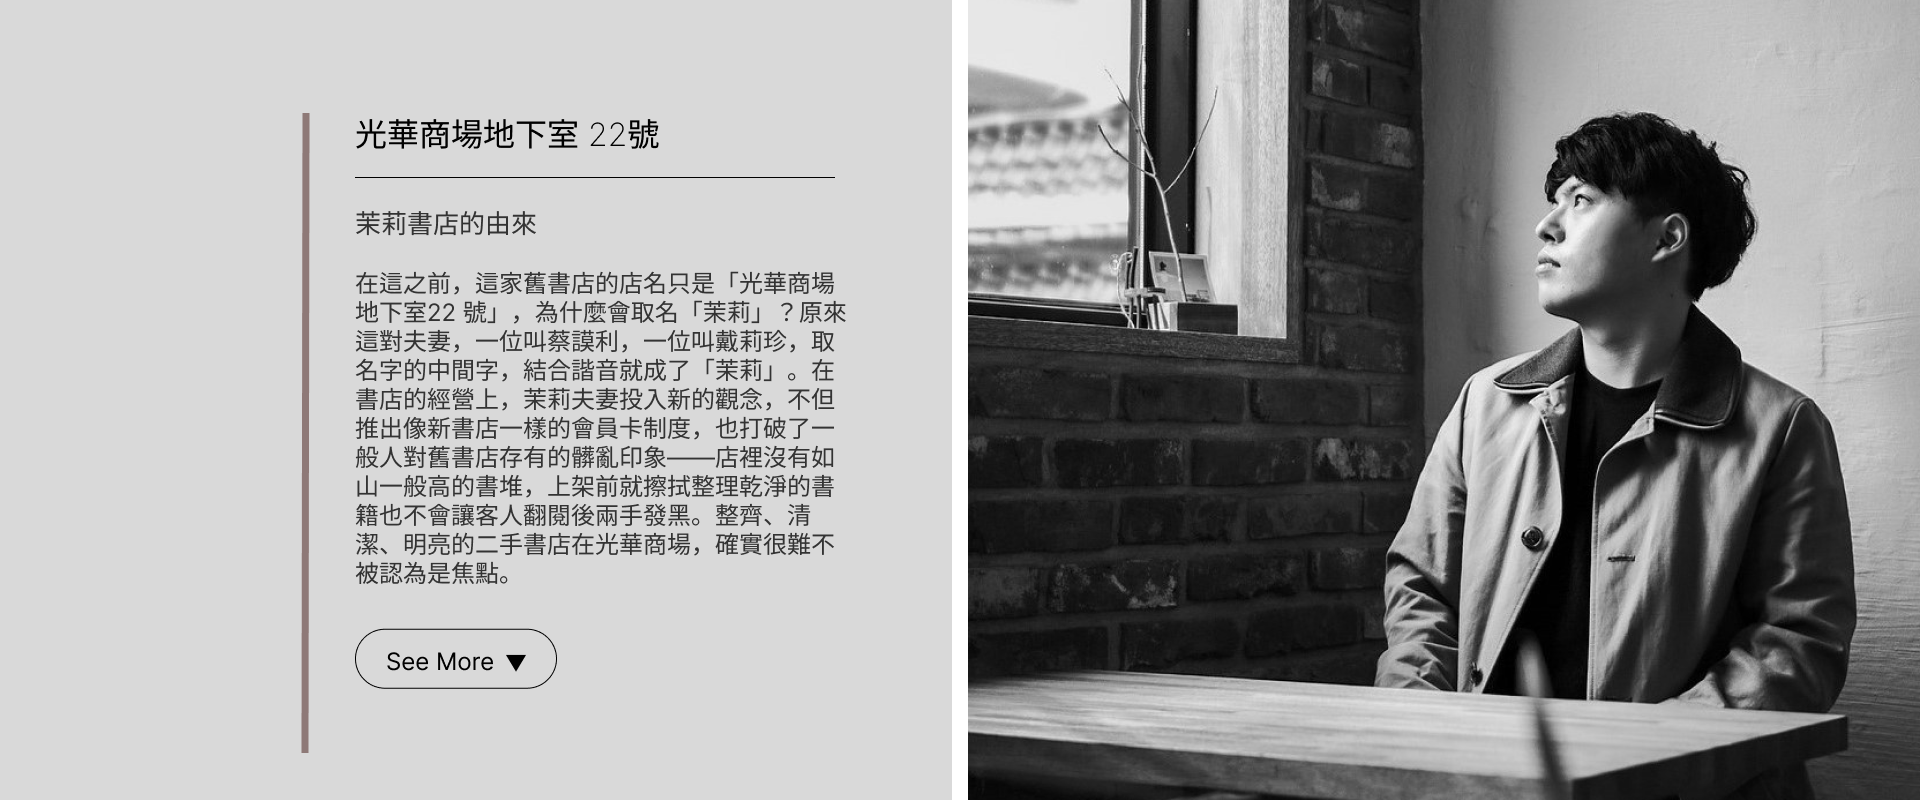 光華商場地下室 22號
茉莉書店的由來
在這之前，這家舊書店的店名只是「光華商場
地下室22 號」，為什麼會取名「茉莉」？原來
這對夫妻，一位叫蔡謨利，一位叫戴莉珍，取
名字的中間字，結合諧音就成了「茉莉」。在
書店的經營上，茉莉夫妻投入新的觀念，不但
推出像新書店一樣的會員卡制度，也打破了一
般人對舊書店存有的髒亂印象——店裡沒有如
山一般高的書堆，上架前就擦拭整理乾淨的書
籍也不會讓客人翻閱後兩手發黑。整齊、清
潔、明亮的二手書店在光華商場，確實很難不
被認為是焦點。
See More ▼